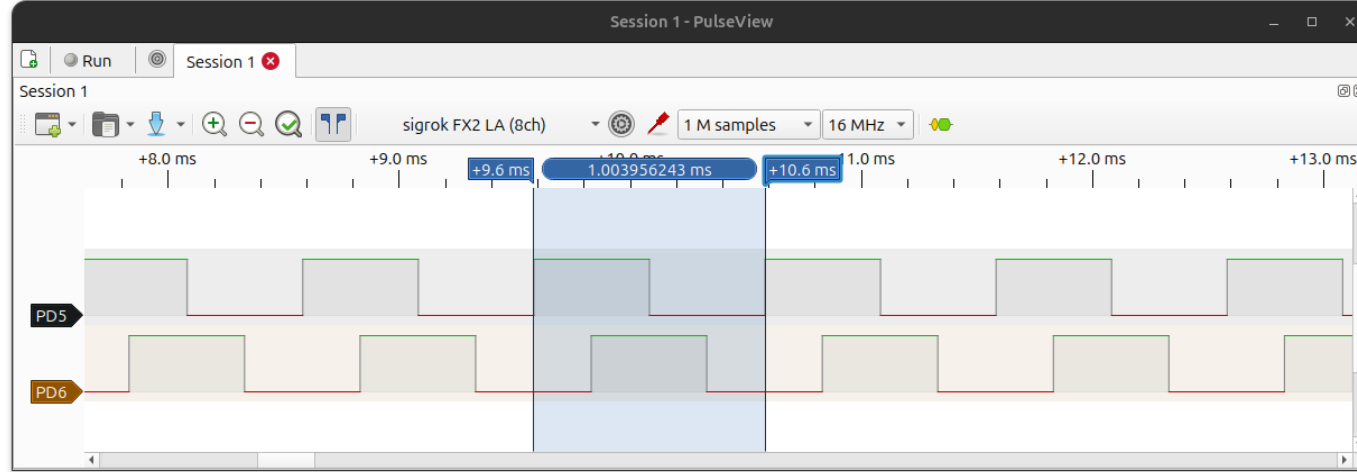 Session 1 - PulseView
Run
Session 1
Session 1
sigrok FX2 LA (8ch)
1 M samples
16 MHz
+8.0 ms
+9.0 ms
+9.6 ms
1.003956243 ms
+10.6 ms
+12.0 ms
+13.0 ms
PD5
PD6